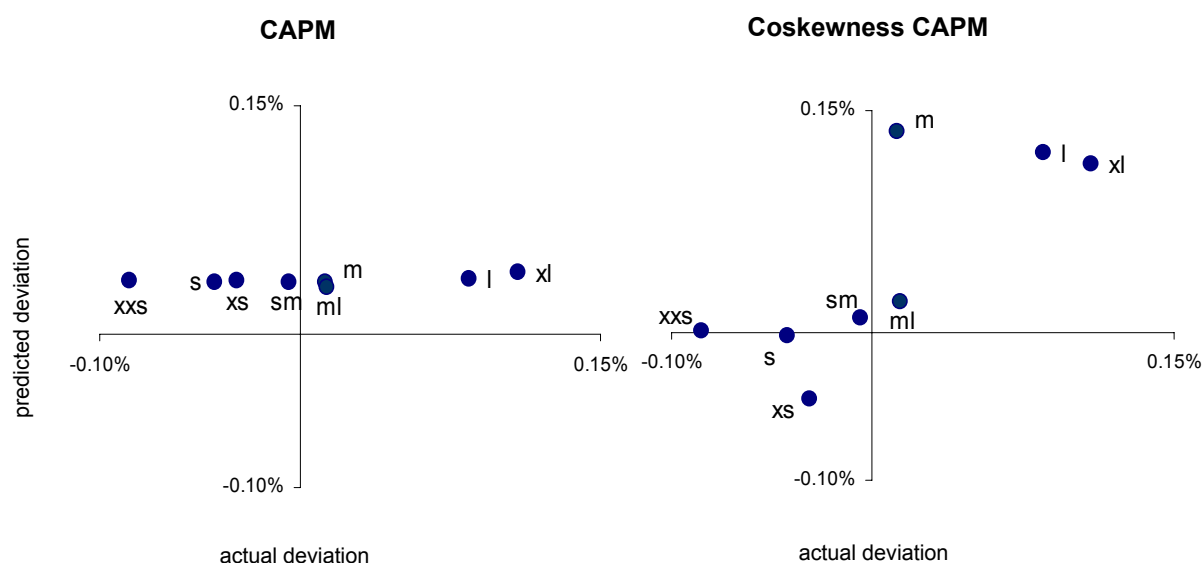 CAPM
0.15%
predicted deviation
m
l
xl
s
xs
sm
ml
xxs
-0.10%
0.15%
-0.10%
actual deviation
Coskewness CAPM
0.15%
m
l
xl
sm
ml
xxs
s
-0.10%
0.15%
xs
-0.10%
actual deviation